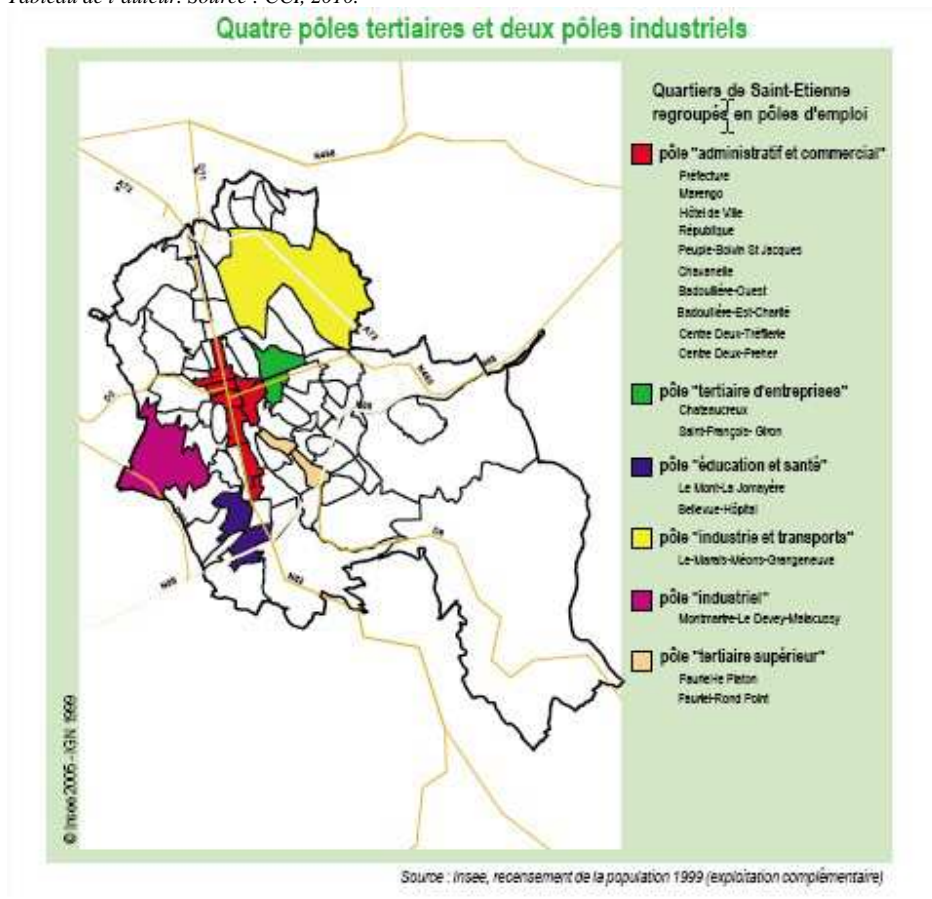 Tableau de l'auteur. Source : CCI, 2010.
Quatre pôles tertiaires et deux pôles industriels
Quartiers de Saint-Etienne
regroupés en pôles d'emploi
pôle "administratif et commercial"
Préfecture
Marengo
Hôtel de Ville
République
Peuple-Boivin St Jacques
Chavanelle
Badouillère-Ouest
Badouillère-Est-Charité
Centre Deux-Tréfilerie
Centre Deux-Preher
pôle "tertiaire d'entreprises"
Chateaucreux
Saint-François- Giron
pôle "éducation et santé"
Le Mont-La Jomayère
Bellevue-Hôpital
pôle "industrie et transports"
Le-Marais-Méons-Grangeneuve
pôle "industriel"
Montmartre-Le Devey-Malacussy
pôle "tertiaire supérieur"
Fauriel-le Platon
Fauriel-Rond Point
A72
N88
N82
D8
© Insee 2005 - IGN 1999
Source : Insee, recensement de la population 1999 (exploitation complémentaire)